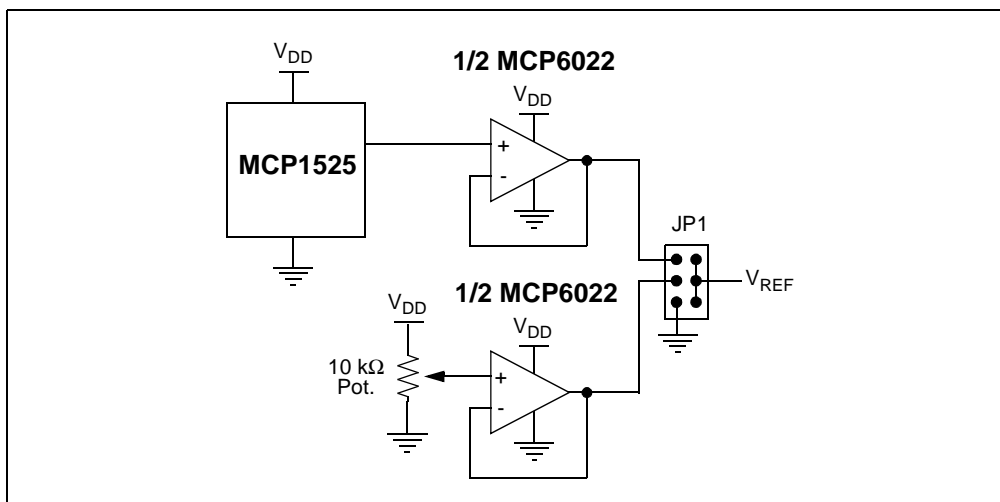 V_DD
1/2 MCP6022
V_DD
MCP1525
+
-
JP1
V_REF
1/2 MCP6022
V_DD
V_DD
10 kΩ
Pot.
+
-